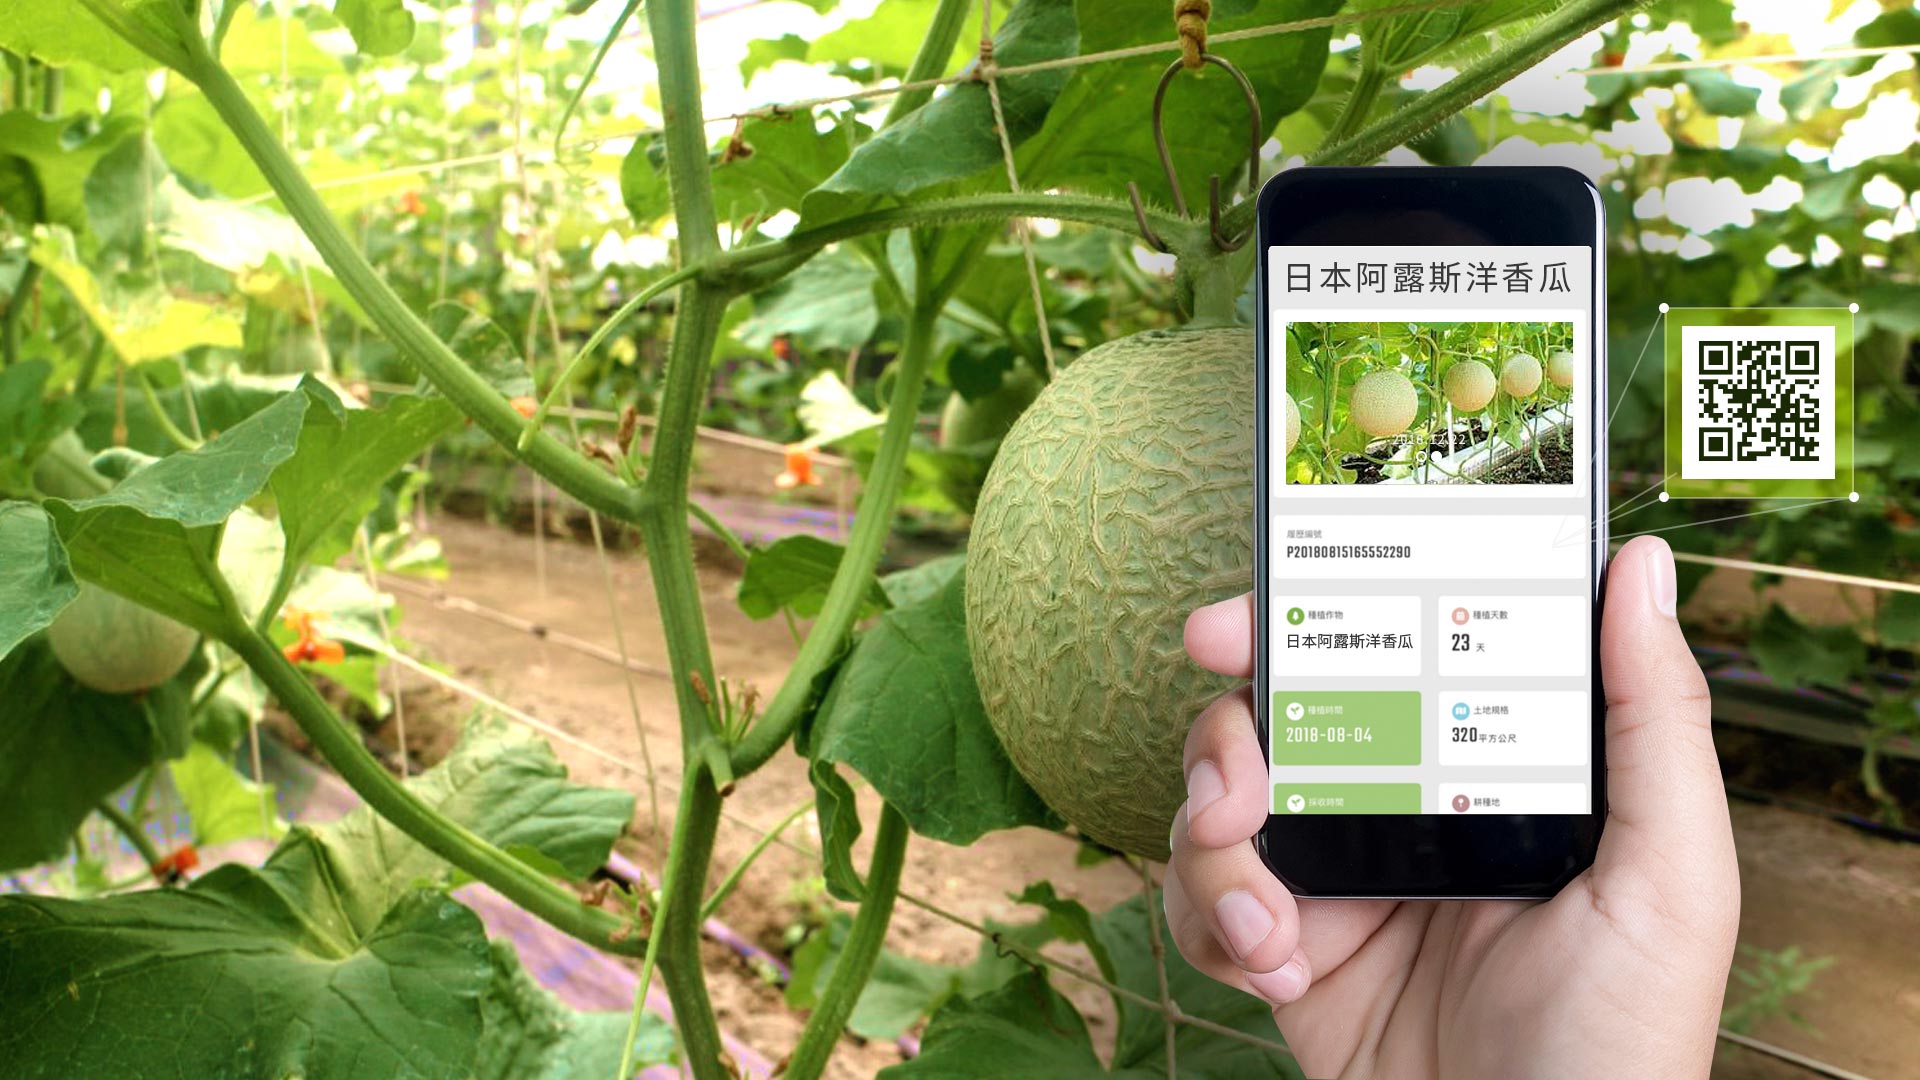 日本阿露斯洋香瓜
2018.12.22
履歷編號
P20180815165552290
種植作物
日本阿露斯洋香瓜
種植天數
23 天
種植時間
2018-08-04
土地規格
320平方公尺
採收時間
耕種地